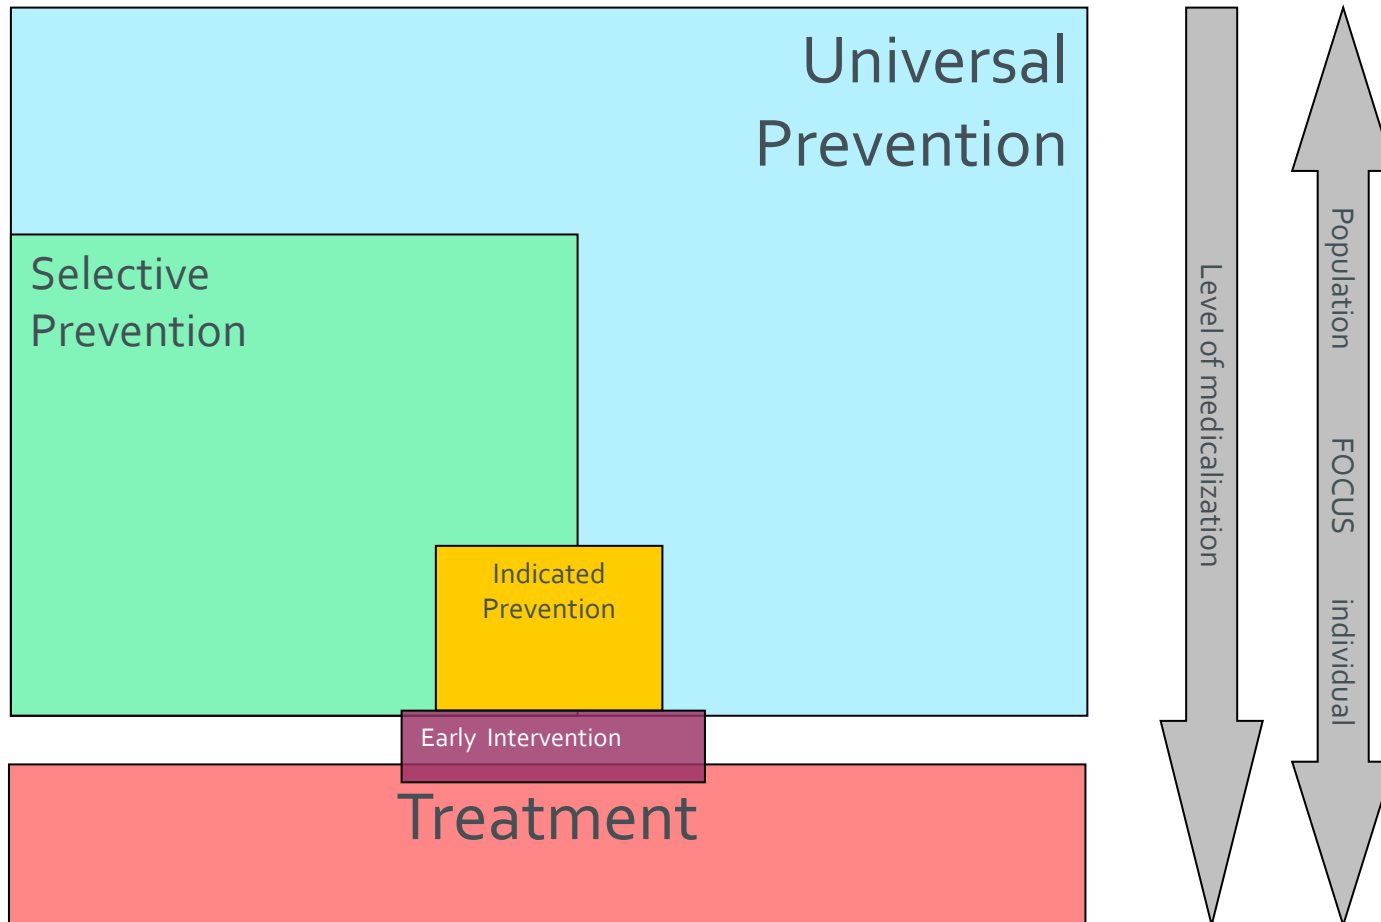 Universal
Prevention
Selective
Prevention
Indicated
Prevention
Early Intervention
Treatment
Level of medicalization
Population FOCUS individual